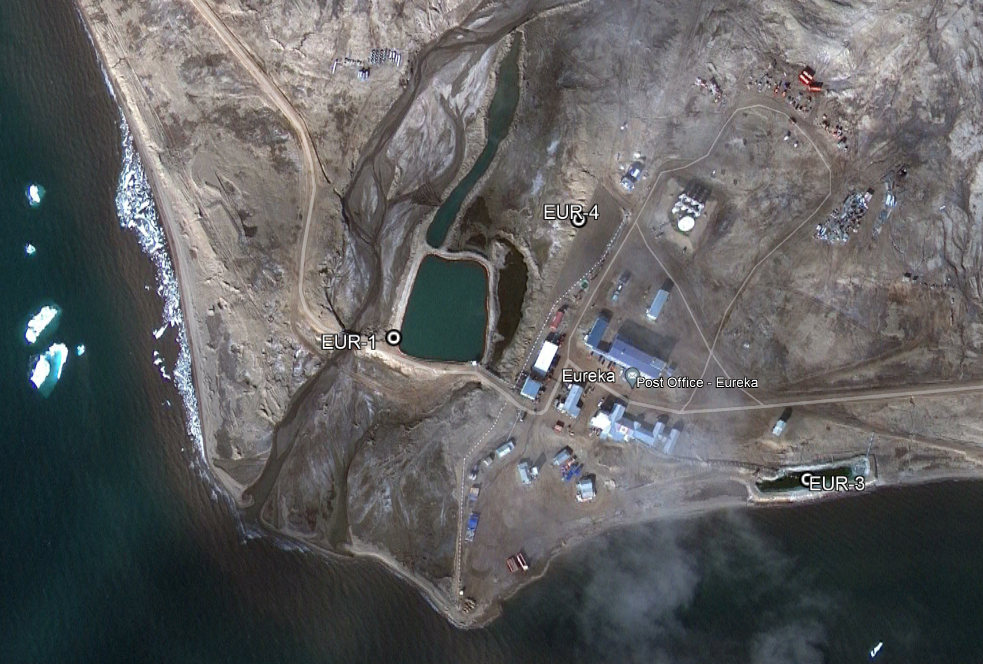 EUR-4
EUR-1
Eureka
Post Office - Eureka
EUR-3